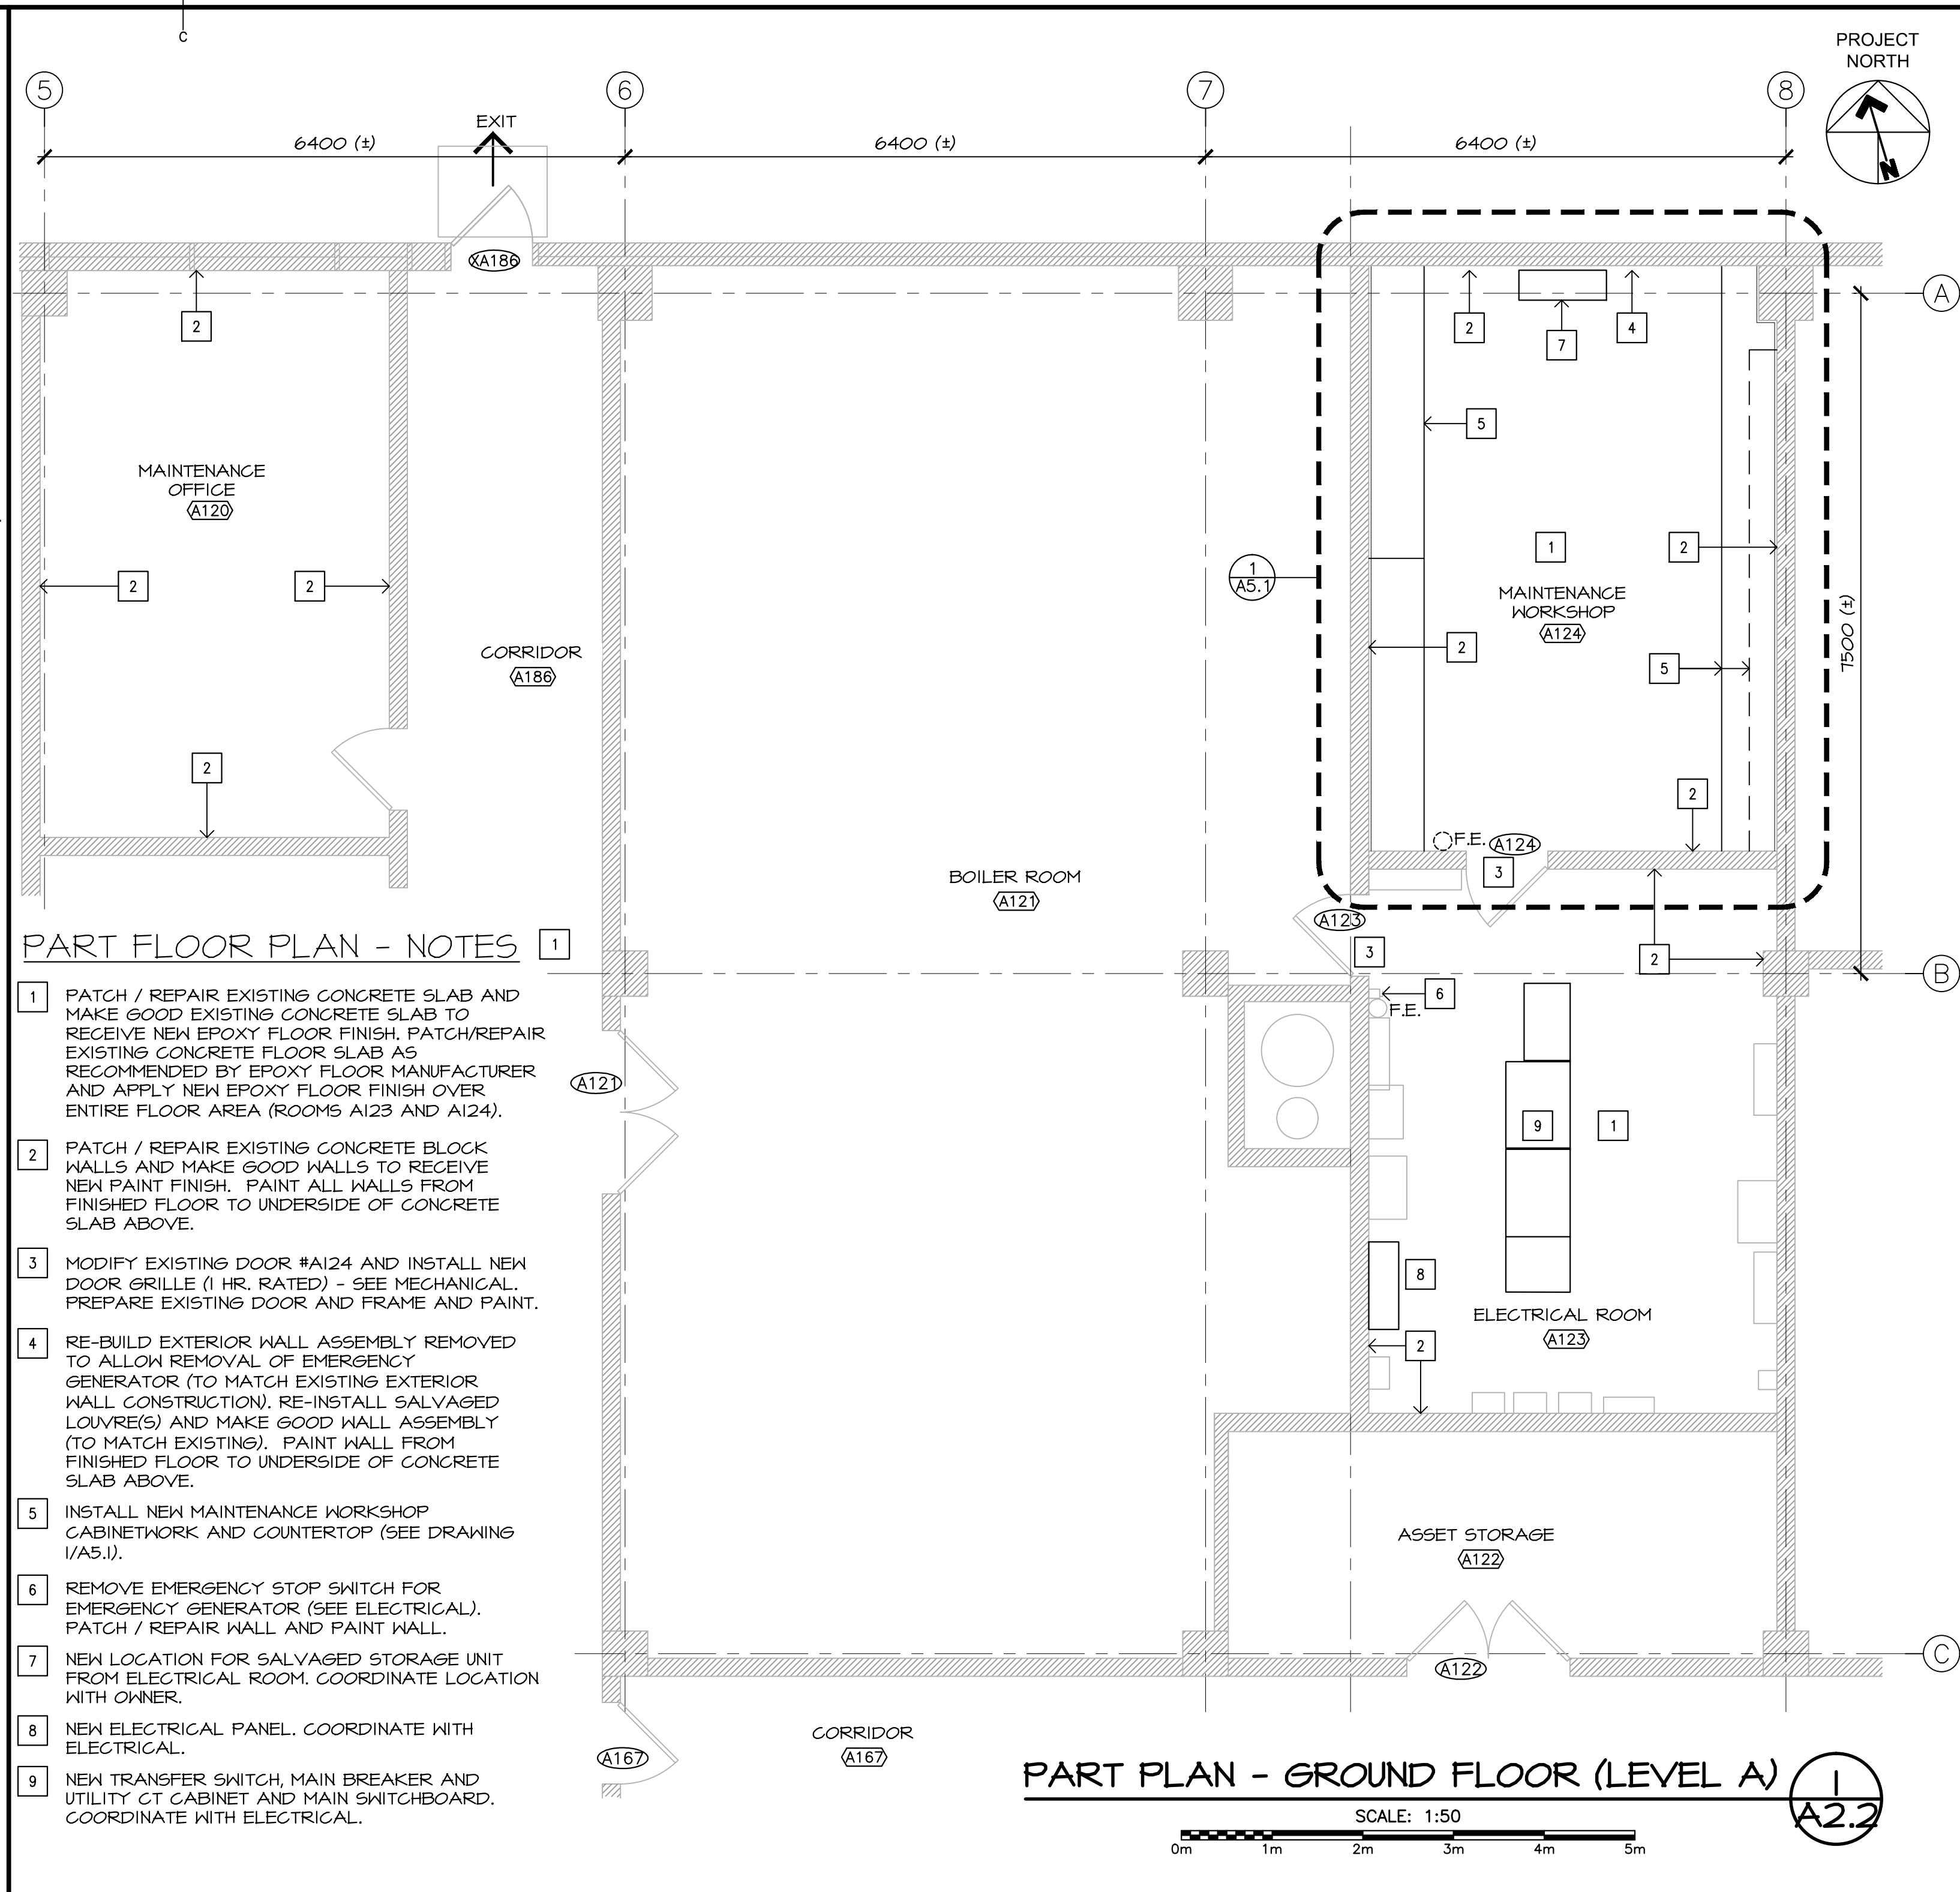 C
PROJECT
NORTH
N
5
6
7
8
6400 (±)
EXIT
6400 (±)
6400 (±)
XA186
A
2
2
7
4
5
MAINTENANCE
OFFICE
A120
2
2
1
2
1
A5.1
MAINTENANCE
WORKSHOP
A124
7500 (±)
CORRIDOR
A186
2
5
2
2
F.E.
A124
3
BOILER ROOM
A121
A123
3
2
B
6
F.E.
A121
9
1
8
ELECTRICAL ROOM
A123
2
ASSET STORAGE
A122
C
A122
CORRIDOR
A167
A167
PART FLOOR PLAN - NOTES
1
1
PATCH / REPAIR EXISTING CONCRETE SLAB AND
MAKE GOOD EXISTING CONCRETE SLAB TO
RECEIVE NEW EPOXY FLOOR FINISH. PATCH/REPAIR
EXISTING CONCRETE FLOOR SLAB AS
RECOMMENDED BY EPOXY FLOOR MANUFACTURER
AND APPLY NEW EPOXY FLOOR FINISH OVER
ENTIRE FLOOR AREA (ROOMS A123 AND A124).
2
PATCH / REPAIR EXISTING CONCRETE BLOCK
WALLS AND MAKE GOOD WALLS TO RECEIVE
NEW PAINT FINISH. PAINT ALL WALLS FROM
FINISHED FLOOR TO UNDERSIDE OF CONCRETE
SLAB ABOVE.
3
MODIFY EXISTING DOOR #A124 AND INSTALL NEW
DOOR GRILLE (1 HR. RATED) - SEE MECHANICAL.
PREPARE EXISTING DOOR AND FRAME AND PAINT.
4
RE-BUILD EXTERIOR WALL ASSEMBLY REMOVED
TO ALLOW REMOVAL OF EMERGENCY
GENERATOR (TO MATCH EXISTING EXTERIOR
WALL CONSTRUCTION). RE-INSTALL SALVAGED
LOUVRE(S) AND MAKE GOOD WALL ASSEMBLY
(TO MATCH EXISTING). PAINT WALL FROM
FINISHED FLOOR TO UNDERSIDE OF CONCRETE
SLAB ABOVE.
5
INSTALL NEW MAINTENANCE WORKSHOP
CABINETWORK AND COUNTERTOP (SEE DRAWING
1/A5.1).
6
REMOVE EMERGENCY STOP SWITCH FOR
EMERGENCY GENERATOR (SEE ELECTRICAL).
PATCH / REPAIR WALL AND PAINT WALL.
7
NEW LOCATION FOR SALVAGED STORAGE UNIT
FROM ELECTRICAL ROOM. COORDINATE LOCATION
WITH OWNER.
8
NEW ELECTRICAL PANEL. COORDINATE WITH
ELECTRICAL.
9
NEW TRANSFER SWITCH, MAIN BREAKER AND
UTILITY CT CABINET AND MAIN SWITCHBOARD.
COORDINATE WITH ELECTRICAL.
PART PLAN - GROUND FLOOR (LEVEL A)
1
A2.2
SCALE: 1:50
0m 1m 2m 3m 4m 5m